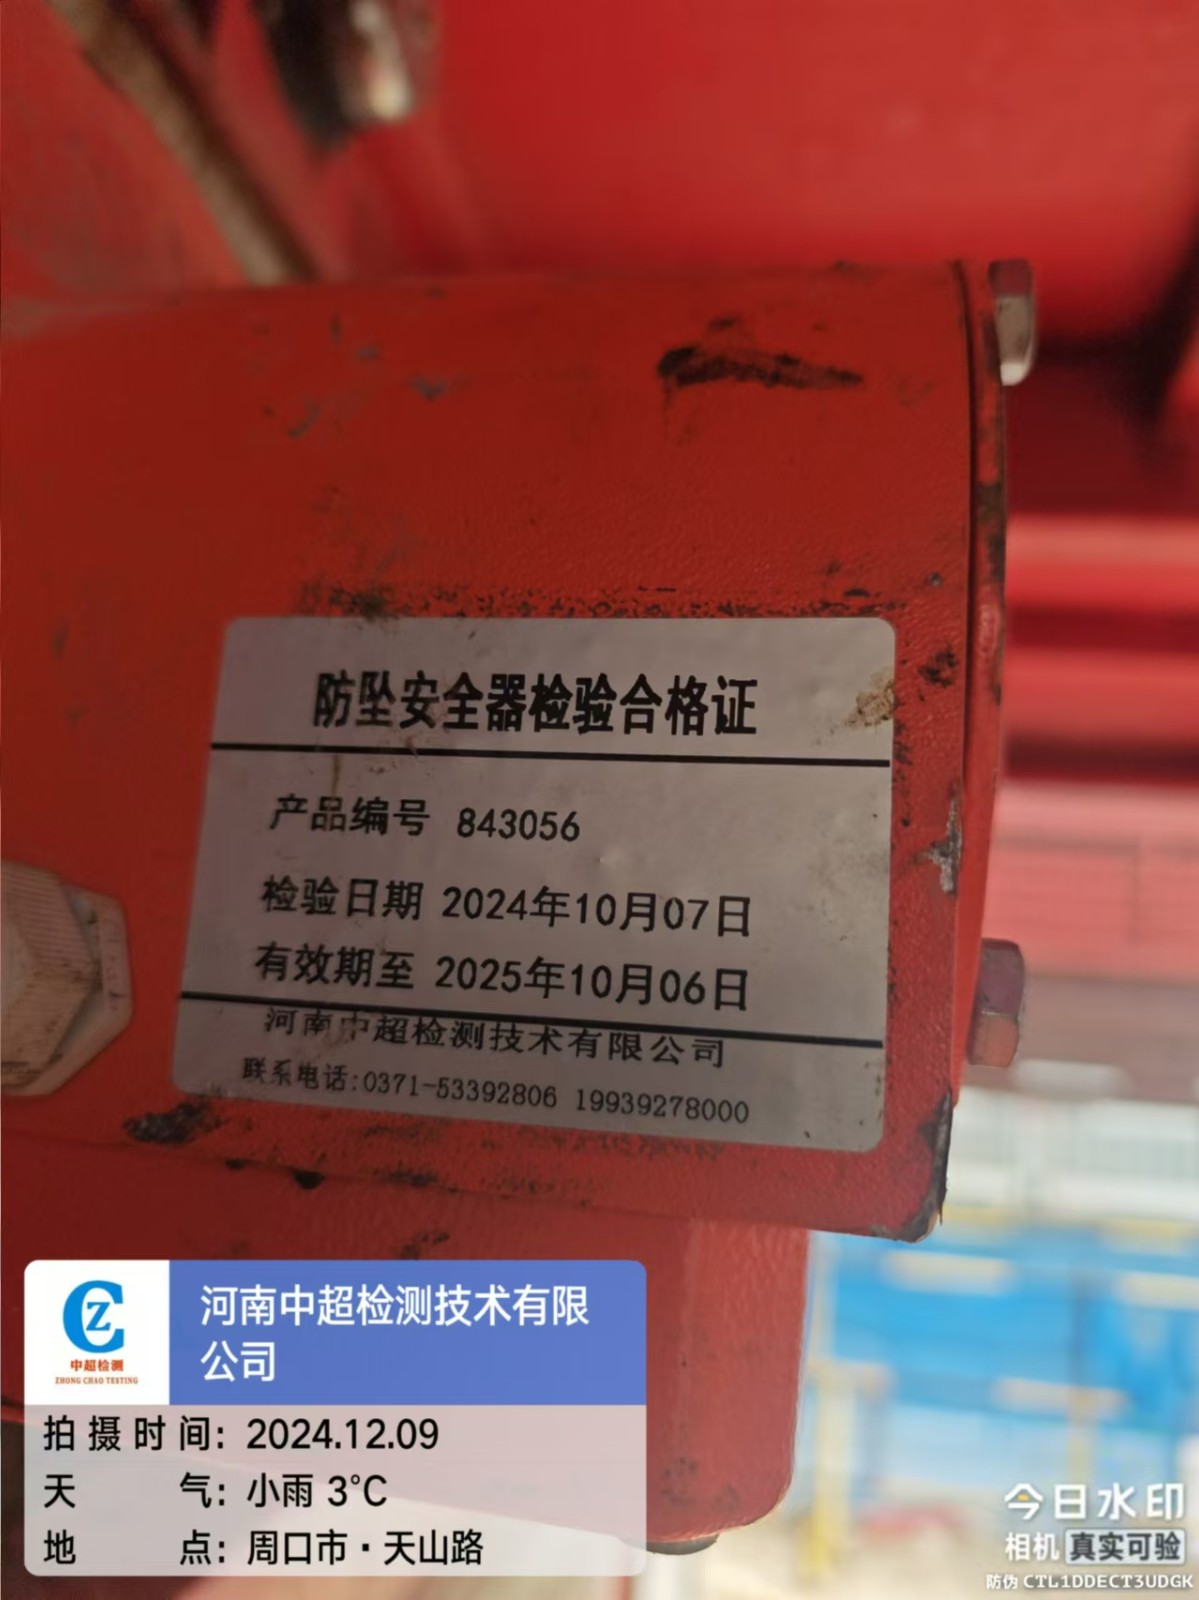 防坠安全器检验合格证
产品编号 843056
检验日期 2024年10月07日
有效期至 2025年10月06日
河南中超检测技术有限公司
联系电话:0371-53392806 19939278000
CZ
中超检测
ZHONG CHAO TESTING
河南中超检测技术有限
公司
拍摄时间: 2024.12.09
天气: 小雨 3°C
地点: 周口市·天山路
今日水印
相机 真实可验
防伪 CTL1DDECT3UDGK